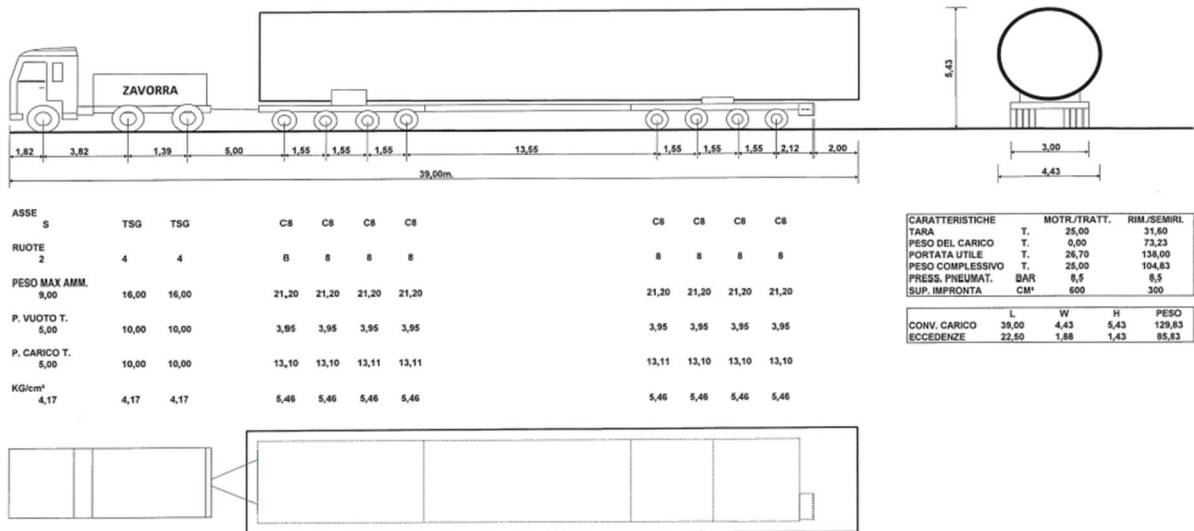 ZAVORRA
5,43
1,82 3,82 1,39 5,00 1,55 1,55 1,55 13,55 1,55 1,55 1,55 2,12 2,00
39,00m.
3,00
4,43
ASSE
S TSG TSG C8 C8 C8 C8 C8 C8 C8 C8
RUOTE
2 4 4 8 8 8 8 8 8 8 8
PESO MAX AMM.
9,00 16,00 16,00 21,20 21,20 21,20 21,20 21,20 21,20 21,20 21,20
P. VUOTO T.
5,00 10,00 10,00 3,95 3,95 3,95 3,95 3,95 3,95 3,95 3,95
P. CARICO T.
5,00 10,00 10,00 13,10 13,10 13,11 13,11 13,11 13,10 13,10 13,10
KG/cm²
4,17 4,17 4,17 5,46 5,46 5,46 5,46 5,46 5,46 5,46 5,46
CARATTERISTICHE MOTR./TRATT. RIM./SEMIRI.
TARA T. 25,00 31,60
PESO DEL CARICO T. 0,00 73,23
PORTATA UTILE T. 26,70 138,00
PESO COMPLESSIVO T. 25,00 104,83
PRESS. PNEUMAT. BAR 8,5 8,5
SUP. IMPRONTA CM² 600 300
L W H PESO
CONV. CARICO 39,00 4,43 5,43 129,83
ECCEDENZE 22,50 1,88 1,43 85,83